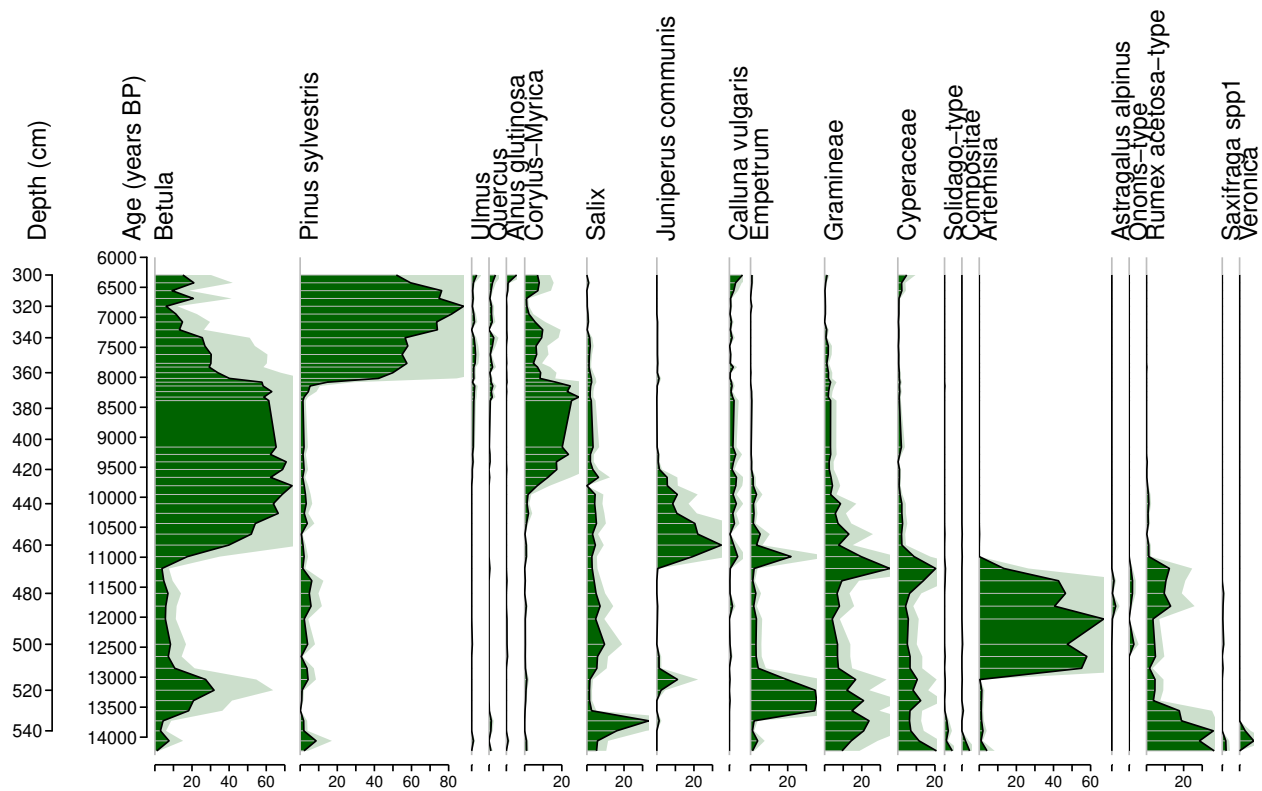 Depth (cm)
Age (years BP)
Betula
Pinus sylvestris
Ulmus
Quercus
Alnus glutinosa
Corylus−Myrica
Salix
Juniperus communis
Calluna vulgaris
Empetrum
Gramineae
Cyperaceae
Solidago−type
Compositae
Artemisia
Astragalus alpinus
Ononis−type
Rumex acetosa−type
Saxifraga spp1
Veronica
300
320
340
360
380
400
420
440
460
480
500
520
540
6000
6500
7000
7500
8000
8500
9000
9500
10000
10500
11000
11500
12000
12500
13000
13500
14000
20 40 60
20 40 60 80
20
20
20
20
20
20
20 40 60
20